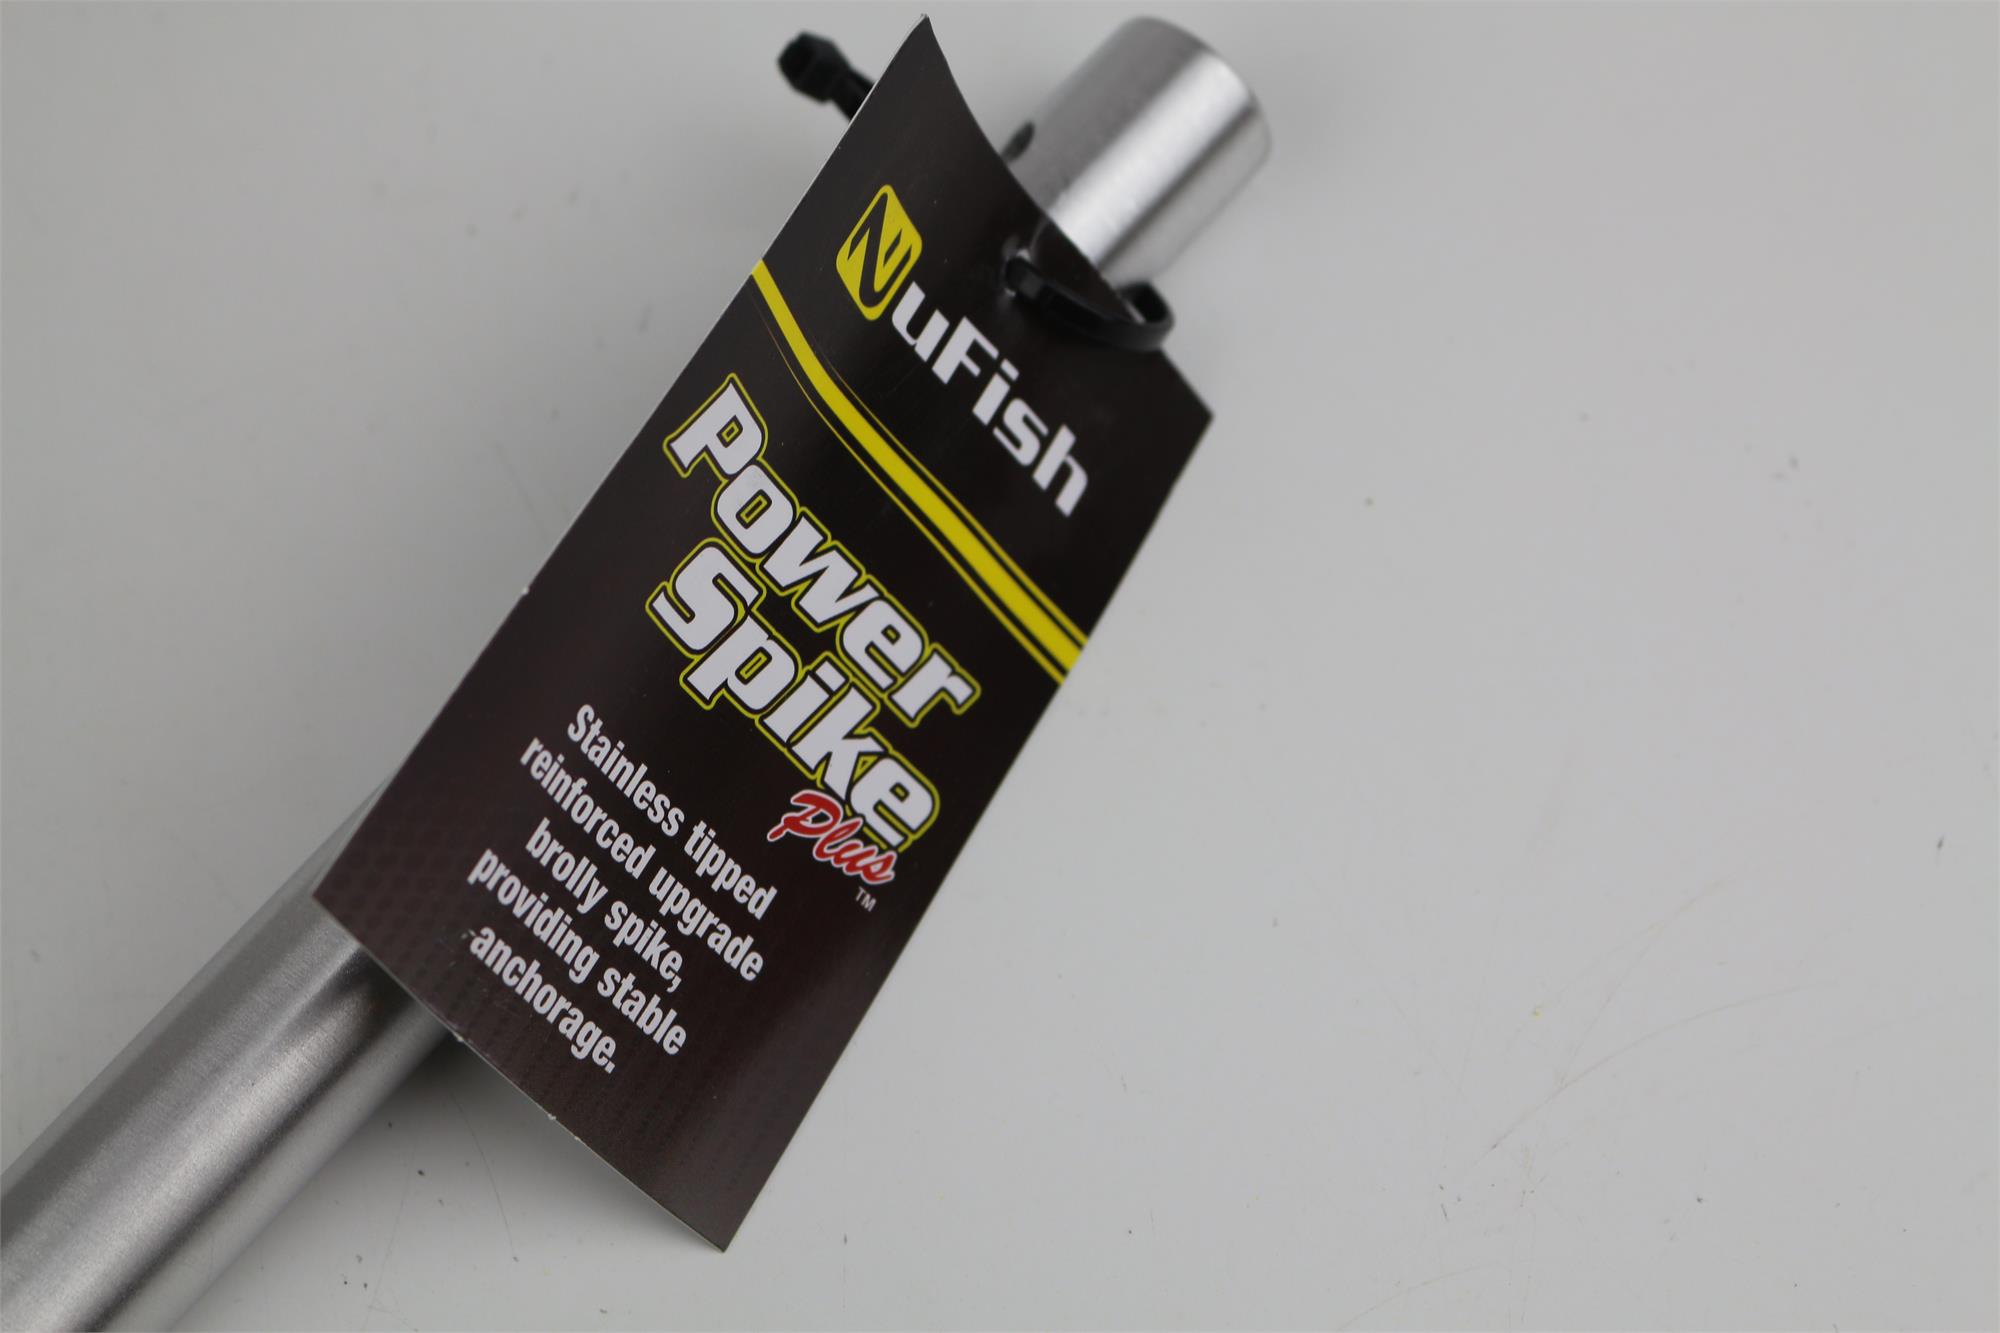 NuFish
Power
Spike
Plus
TM
Stainless tipped
reinforced upgrade
brolly spike,
providing stable
anchorage.